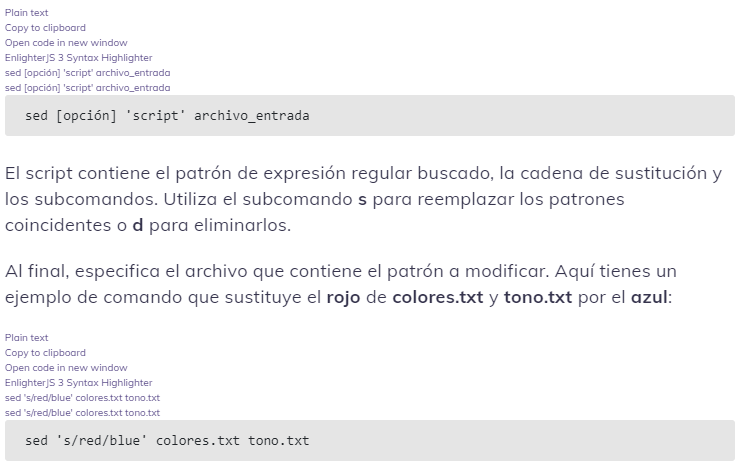 Plain text
Copy to clipboard
Open code in new window
EnlighterJS 3 Syntax Highlighter
sed [opción] 'script' archivo_entrada
sed [opción] 'script' archivo_entrada
sed [opción] 'script' archivo_entrada
El script contiene el patrón de expresión regular buscado, la cadena de sustitución y
los subcomandos. Utiliza el subcomando s para reemplazar los patrones
coincidentes o d para eliminarlos.
Al final, especifica el archivo que contiene el patrón a modificar. Aquí tienes un
ejemplo de comando que sustituye el rojo de colores.txt y tono.txt por el azul:
Plain text
Copy to clipboard
Open code in new window
EnlighterJS 3 Syntax Highlighter
sed 's/red/blue' colores.txt tono.txt
sed 's/red/blue' colores.txt tono.txt
sed 's/red/blue' colores.txt tono.txt